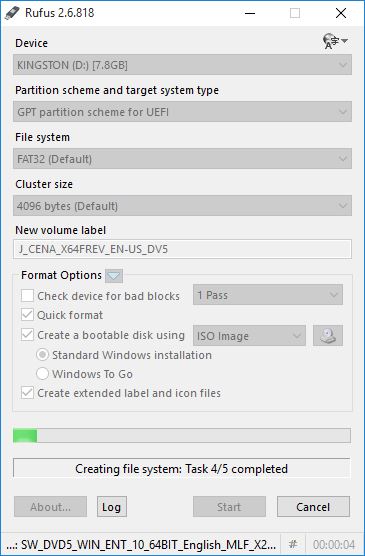 Rufus 2.6.818
Device
KINGSTON (D:) [7.8GB]
Partition scheme and target system type
GPT partition scheme for UEFI
File system
FAT32 (Default)
Cluster size
4096 bytes (Default)
New volume label
J_CENA_X64FREV_EN-US_DV5
Format Options
Check device for bad blocks 1 Pass
Quick format
Create a bootable disk using ISO Image
Standard Windows installation
Windows To Go
Create extended label and icon files
Creating file system: Task 4/5 completed
About... Log Start Cancel
...: SW_DVD5_WIN_ENT_10_64BIT_English_MLF_X2... # 00:00:04